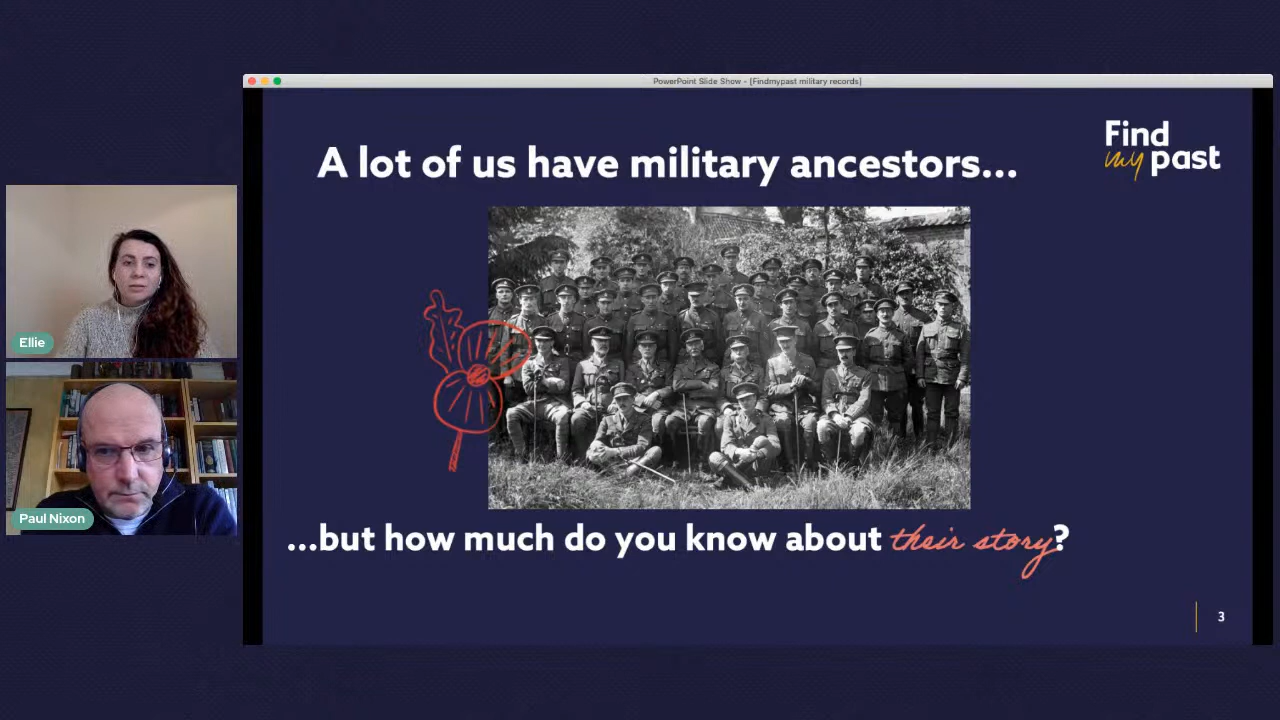 PowerPoint Slide Show - [Findmypast military records]
A lot of us have military ancestors...
Find
my past
Ellie
Paul Nixon
...but how much do you know about their story?
3